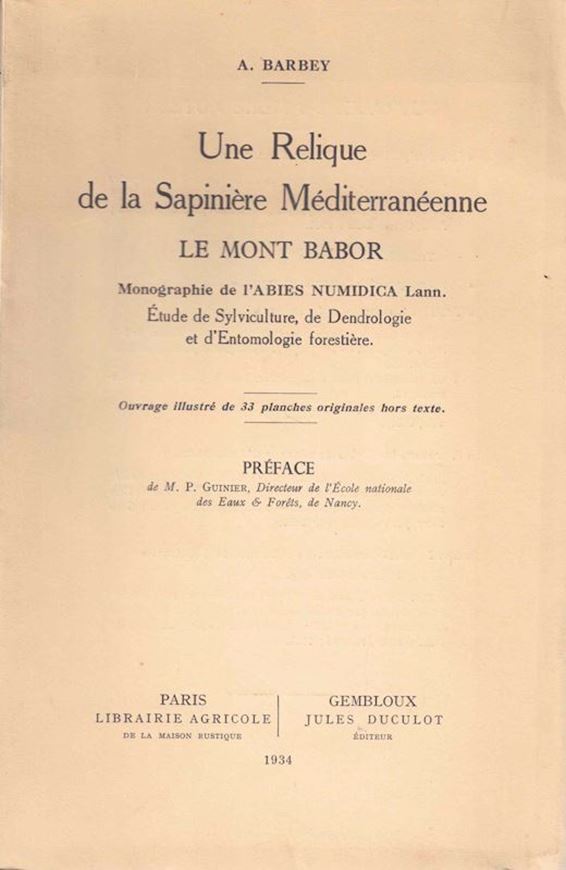 A. BARBEY
Une Relique
de la Sapinière Méditerranéenne
LE MONT BABOR
Monographie de l'ABIES NUMIDICA Lann.
Étude de Sylviculture, de Dendrologie
et d'Entomologie forestière.
Ouvrage illustré de 33 planches originales hors texte.
PRÉFACE
de M. P. GUINIER, Directeur de l'École nationale
des Eaux & Forêts, de Nancy.
PARIS
LIBRAIRIE AGRICOLE
DE LA MAISON RUSTIQUE
GEMBLOUX
JULES DUCULOT
ÉDITEUR
1934